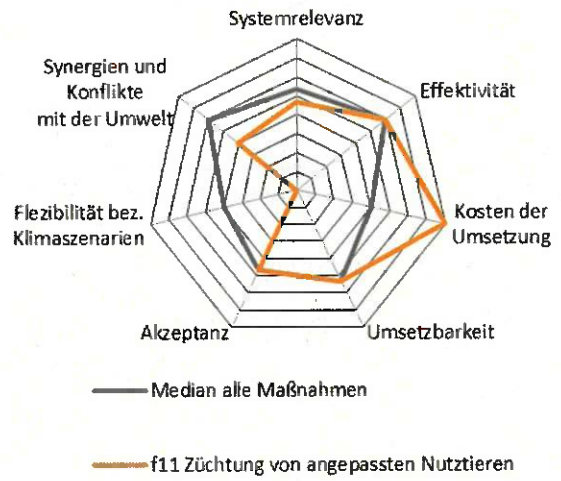 Systemrelevanz
Synergien und
Konflikte
mit der Umwelt
Effektivität
Flezibilität bez.
Klimaszenarien
Kosten der
Umsetzung
Akzeptanz
Umsetzbarkeit
Median alle Maßnahmen
f11 Züchtung von angepassten Nutztieren